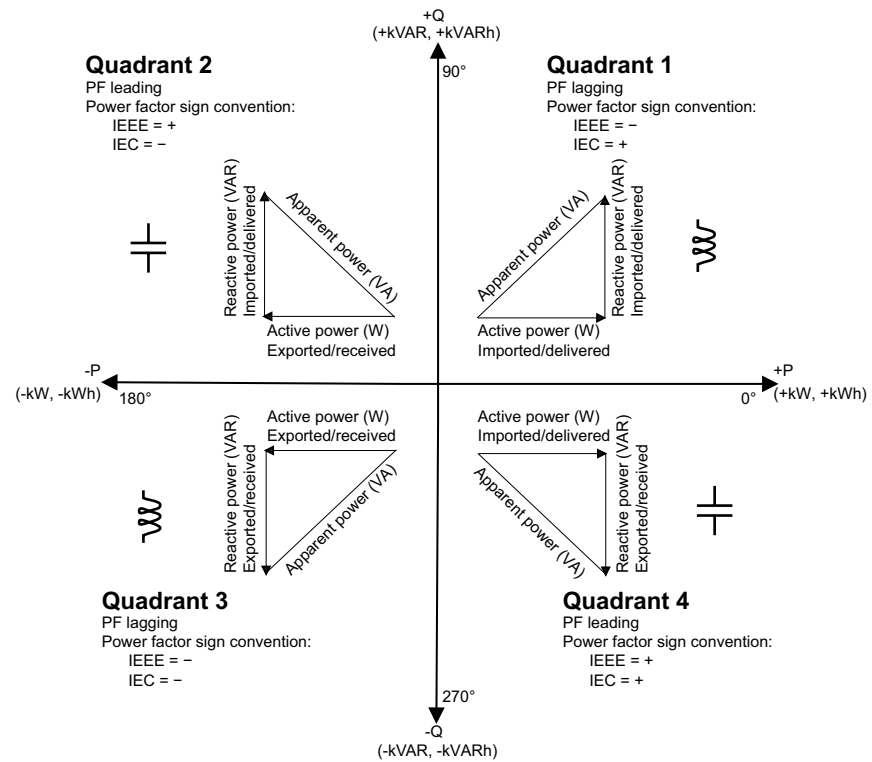 +Q
(+kVAR, +kVARh)
90°
Quadrant 2
PF leading
Power factor sign convention:
IEEE = +
IEC = −
Reactive power (VAR)
Imported/delivered
Apparent power (VA)
Active power (W)
Exported/received
Quadrant 1
PF lagging
Power factor sign convention:
IEEE = −
IEC = +
Apparent power (VA)
Reactive power (VAR)
Imported/delivered
Active power (W)
Imported/delivered
-P
(-kW, -kWh)
180°
0°
+P
(+kW, +kWh)
Active power (W)
Exported/received
Reactive power (VAR)
Exported/received
Apparent power (VA)
Quadrant 3
PF lagging
Power factor sign convention:
IEEE = −
IEC = −
Active power (W)
Imported/delivered
Apparent power (VA)
Reactive power (VAR)
Exported/received
Quadrant 4
PF leading
Power factor sign convention:
IEEE = +
IEC = +
270°
-Q
(-kVAR, -kVARh)